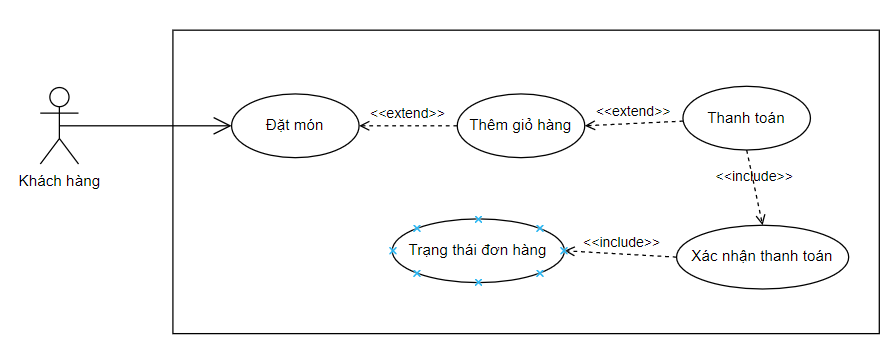 Khách hàng
Đặt món
<<extend>>
Thêm giỏ hàng
<<extend>>
Thanh toán
<<include>>
Trạng thái đơn hàng
<<include>>
Xác nhận thanh toán